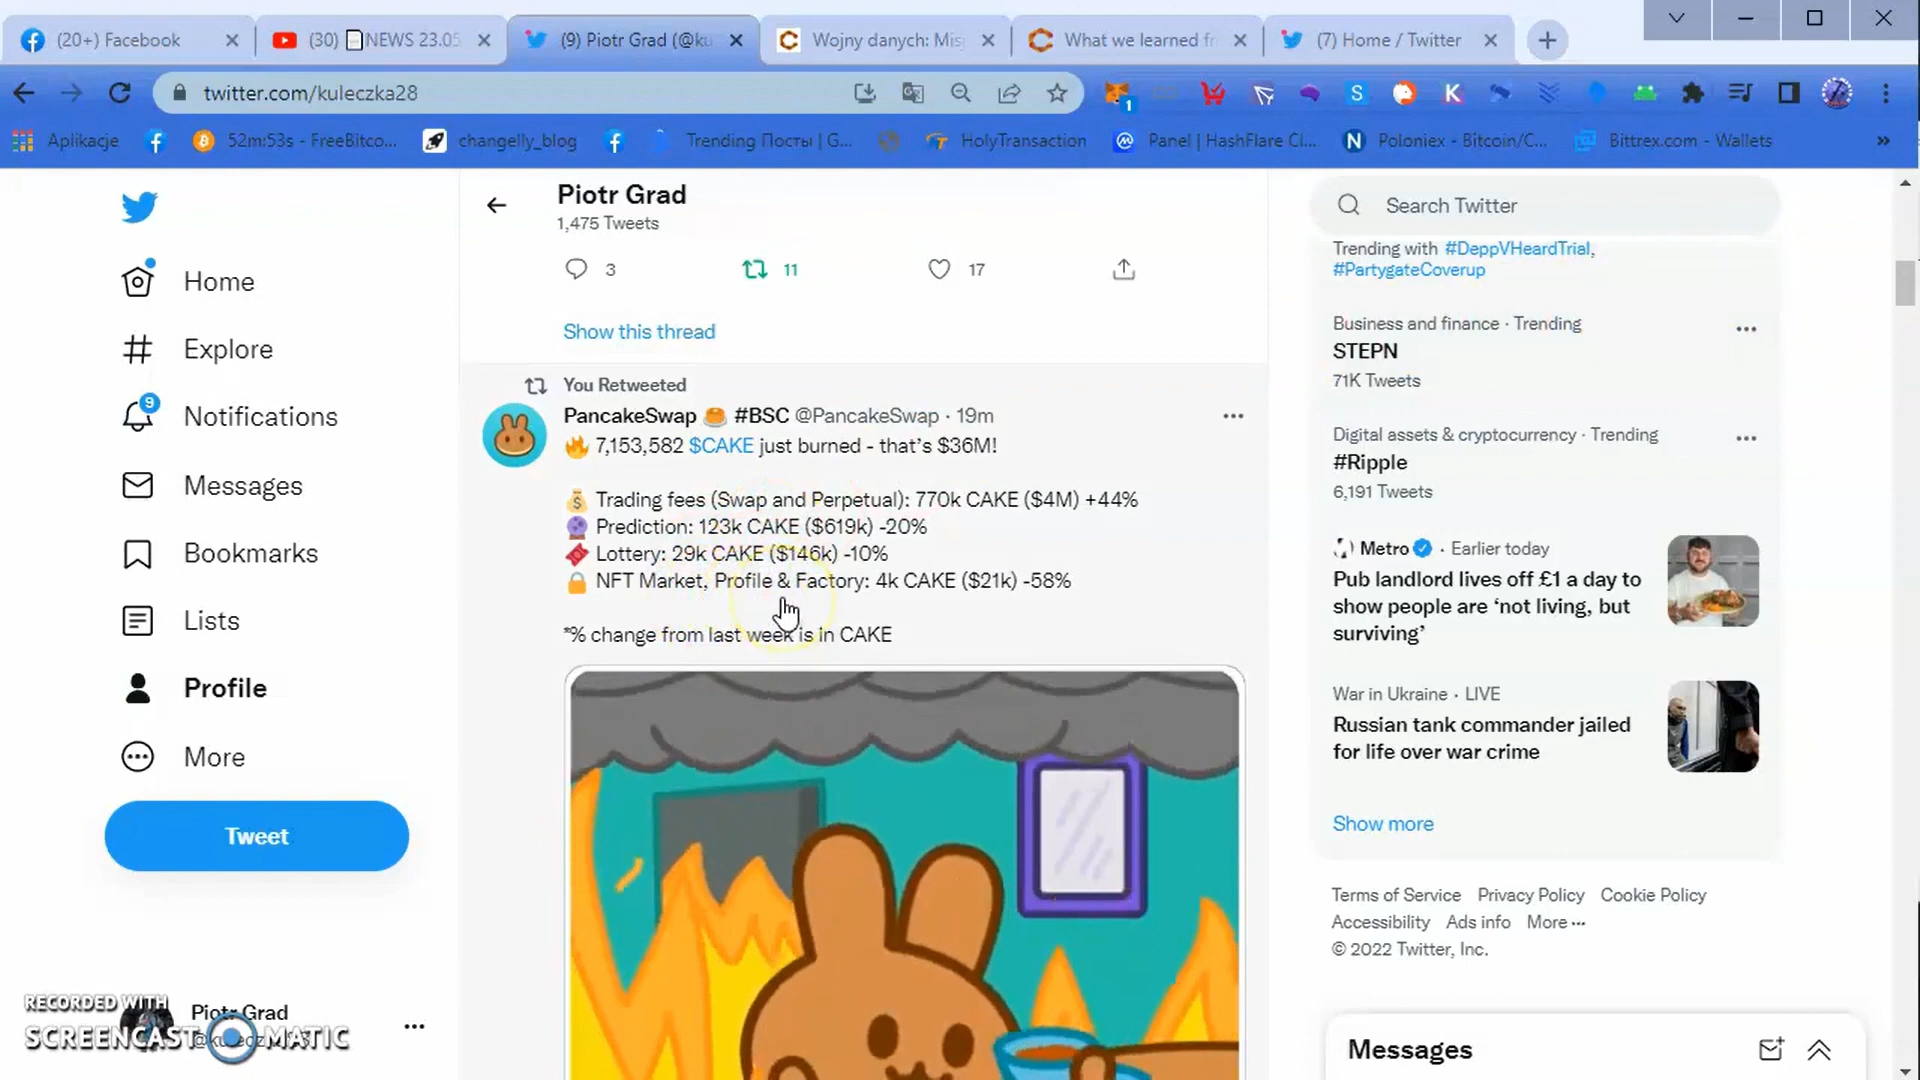 (20+) Facebook
(30) NEWS 23.05
(9) Piotr Grad (@ku
Wojny danych: Mis
What we learned fr
(7) Home / Twitter
twitter.com/kuleczka28
1
Aplikacje
52m:53s - FreeBitco...
changelly_blog
Trending Посты | G...
HolyTransaction
Panel | HashFlare Cl...
Poloniex - Bitcoin/C...
Bittrex.com - Wallets
Home
Explore
9
Notifications
Messages
Bookmarks
Lists
Profile
More
Tweet
Piotr Grad
RECORDED WITH
SCREENCAST MATIC
Piotr Grad
1,475 Tweets
3
11
17
Show this thread
You Retweeted
PancakeSwap 🥞 #BSC @PancakeSwap · 19m
🔥 7,153,582 $CAKE just burned - that's $36M!
💰 Trading fees (Swap and Perpetual): 770k CAKE ($4M) +44%
🔮 Prediction: 123k CAKE ($619k) -20%
🎟 Lottery: 29k CAKE ($146k) -10%
🔒 NFT Market, Profile & Factory: 4k CAKE ($21k) -58%
*% change from last week is in CAKE
Search Twitter
Trending with #DeppVHeardTrial,
#PartygateCoverup
Business and finance · Trending
STEPN
71K Tweets
Digital assets & cryptocurrency · Trending
#Ripple
6,191 Tweets
Metro · Earlier today
Pub landlord lives off £1 a day to
show people are 'not living, but
surviving'
War in Ukraine · LIVE
Russian tank commander jailed
for life over war crime
Show more
Terms of Service Privacy Policy Cookie Policy
Accessibility Ads info More ···
© 2022 Twitter, Inc.
Messages